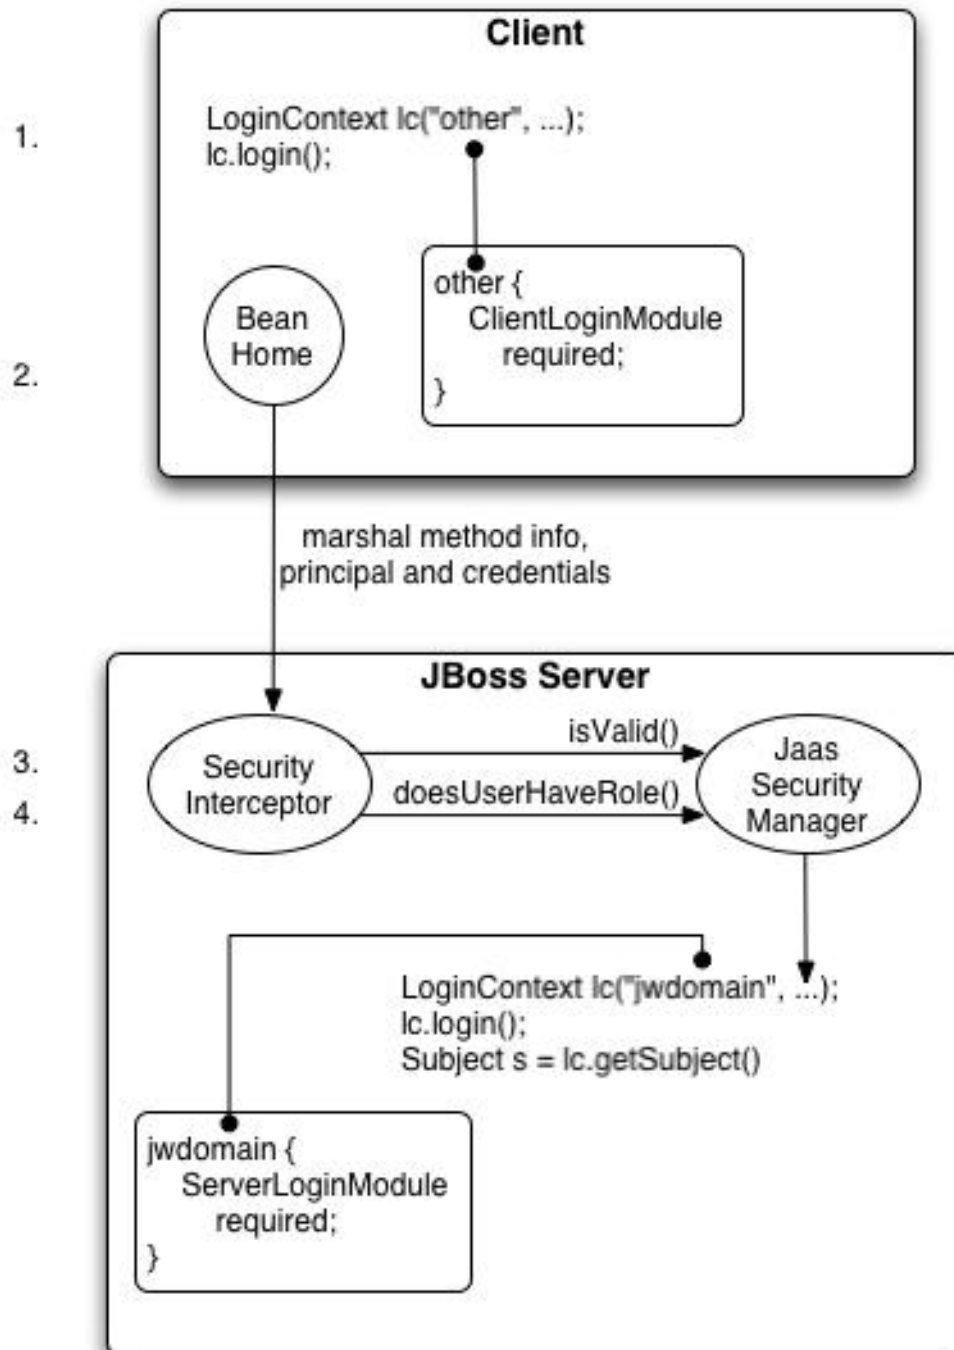 Client
1.
LoginContext lc("other", ...);
lc.login();
other {
ClientLoginModule
required;
}
Bean
Home
2.
marshal method info,
principal and credentials
JBoss Server
3.
4.
Security
Interceptor
isValid()
doesUserHaveRole()
Jaas
Security
Manager
LoginContext lc("jwdomain", ...);
lc.login();
Subject s = lc.getSubject()
jwdomain {
ServerLoginModule
required;
}